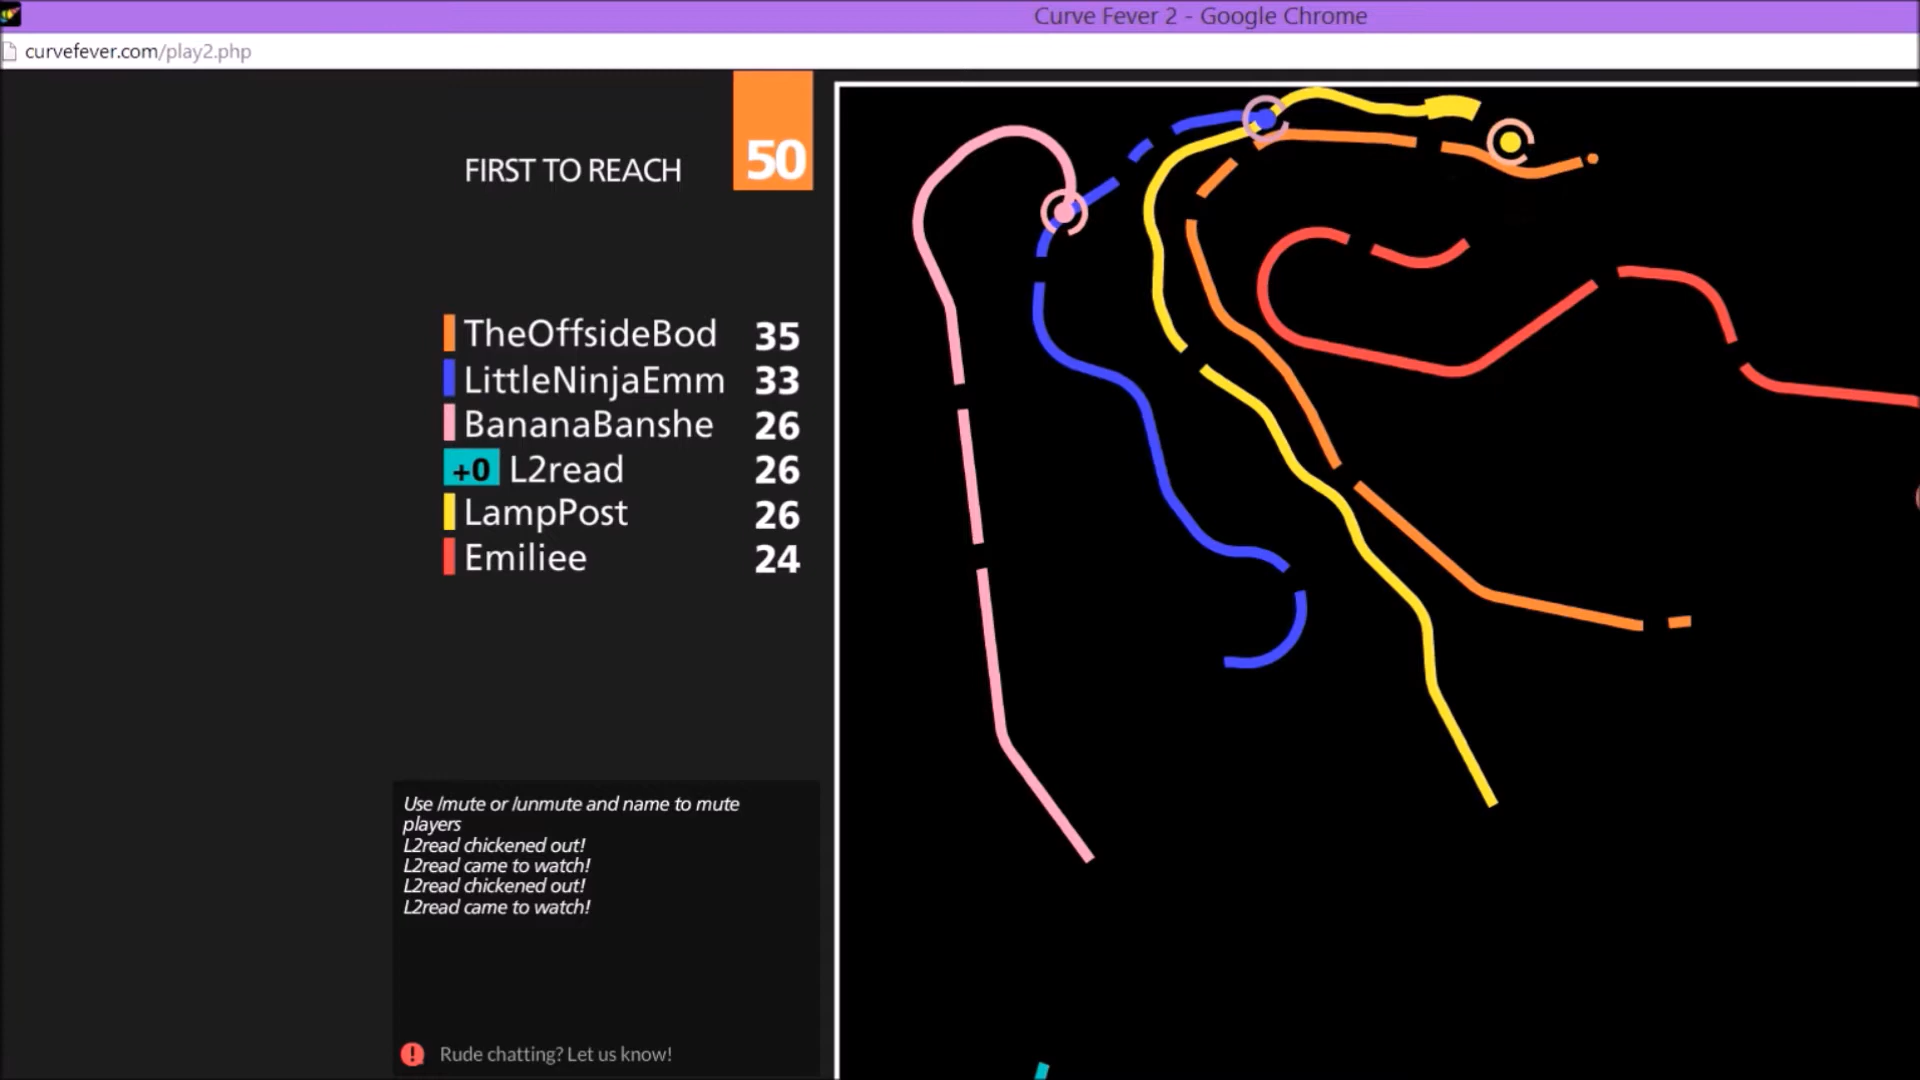 Curve Fever 2 - Google Chrome
curvefever.com/play2.php
FIRST TO REACH 50
TheOffsideBod 35
LittleNinjaEmm 33
BananaBanshe 26
+0 L2read 26
LampPost 26
Emiliee 24
Use /mute or /unmute and name to mute
players
L2read chickened out!
L2read came to watch!
L2read chickened out!
L2read came to watch!
Rude chatting? Let us know!